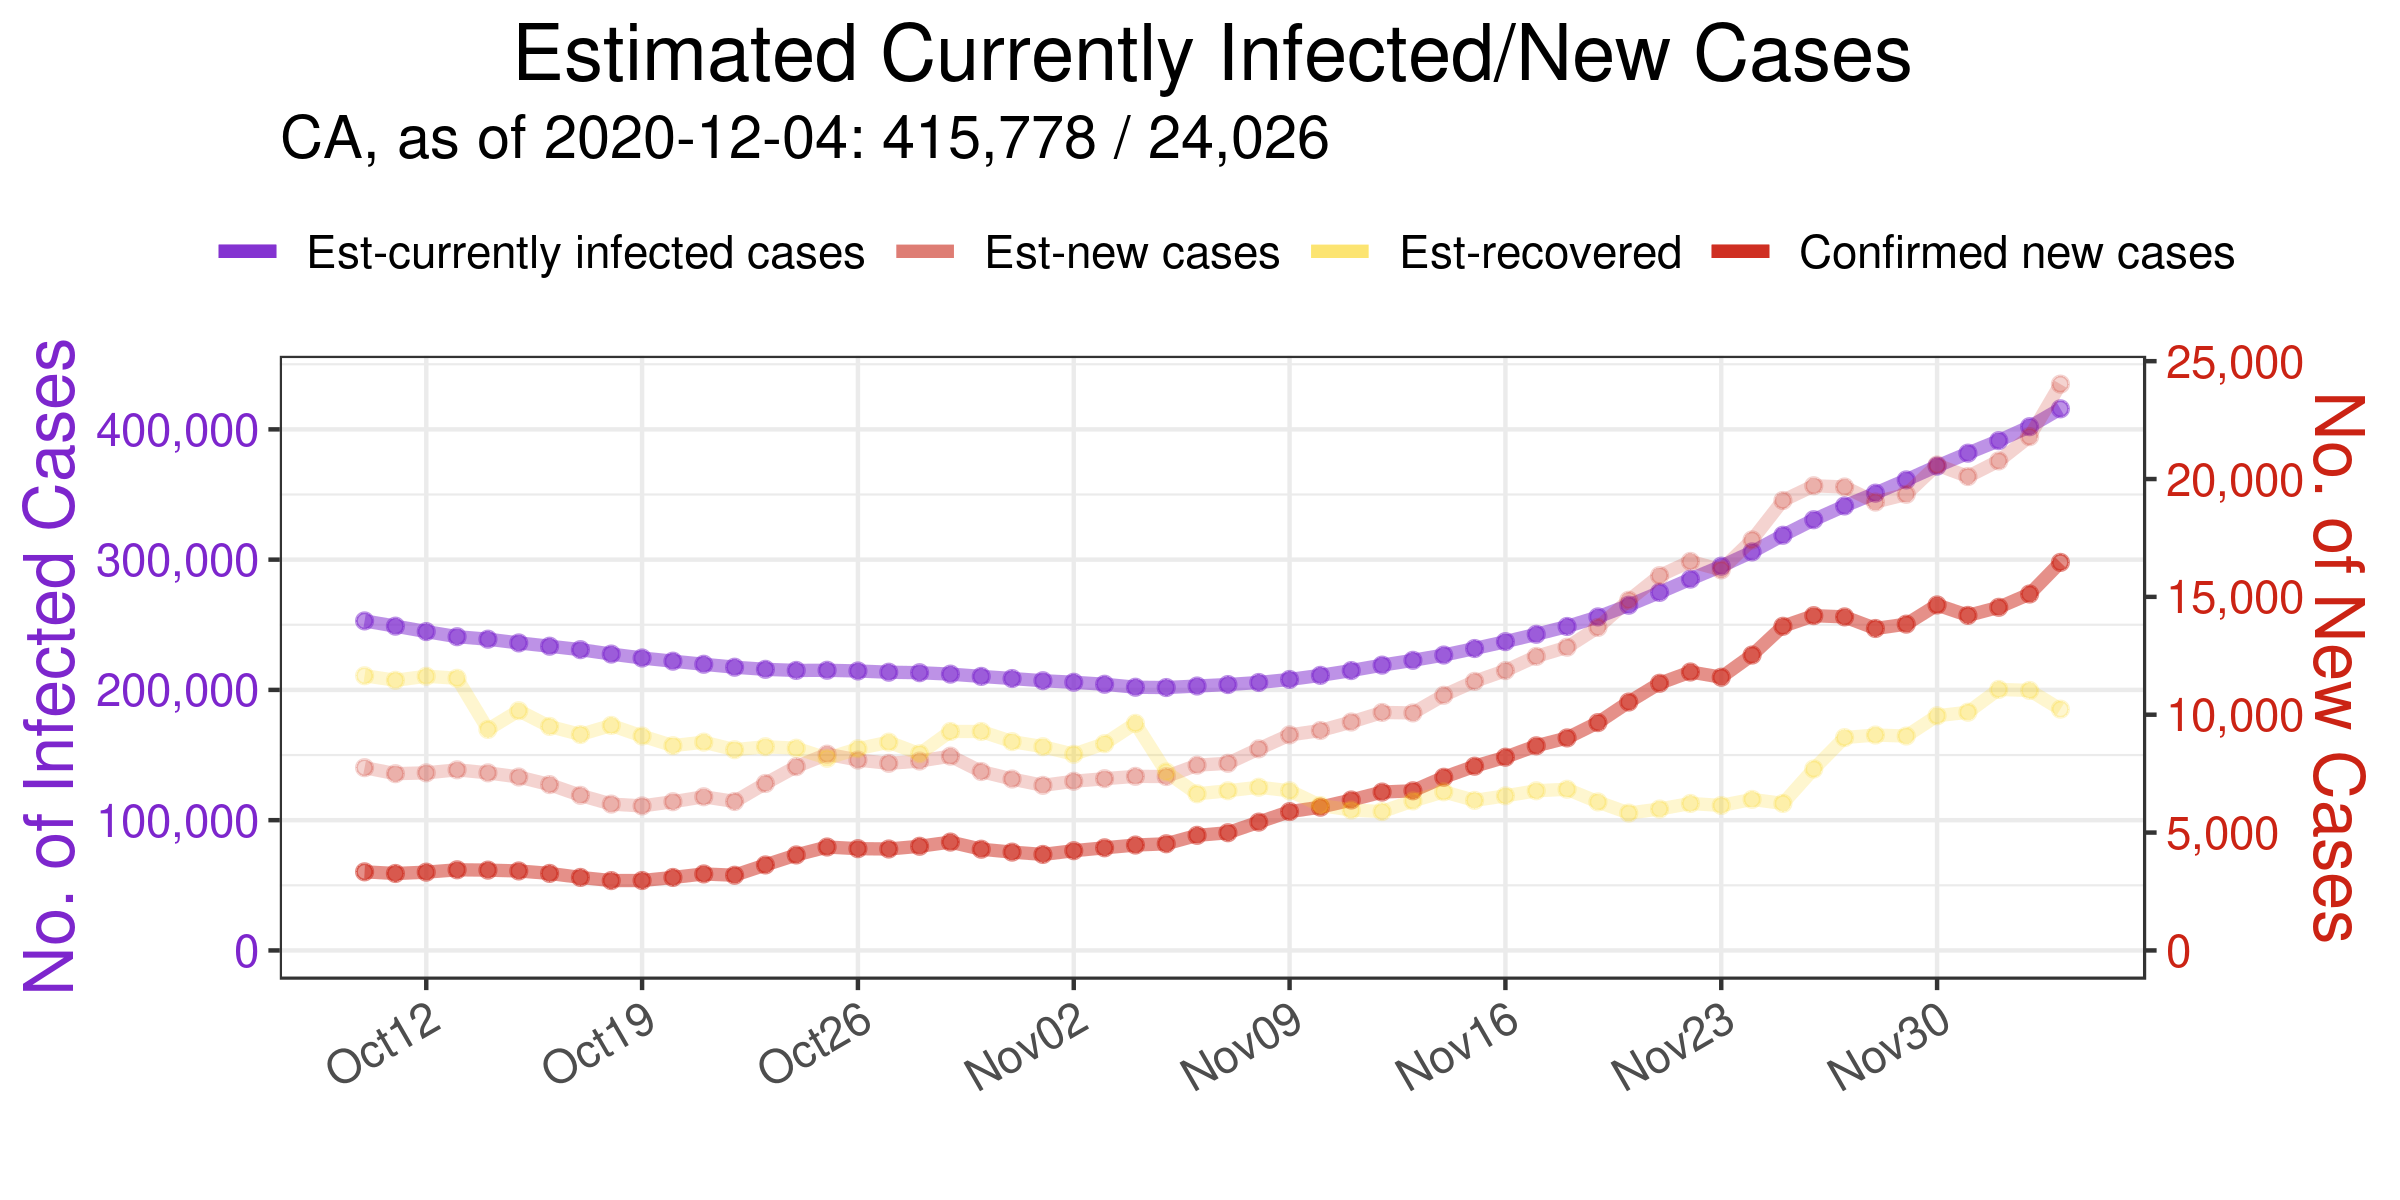 Estimated Currently Infected/New Cases
CA, as of 2020-12-04: 415,778 / 24,026
Est-currently infected cases Est-new cases Est-recovered Confirmed new cases
No. of Infected Cases
400,000
300,000
200,000
100,000
0
25,000
20,000
15,000
10,000
5,000
0
No. of New Cases
Oct12 Oct19 Oct26 Nov02 Nov09 Nov16 Nov23 Nov30